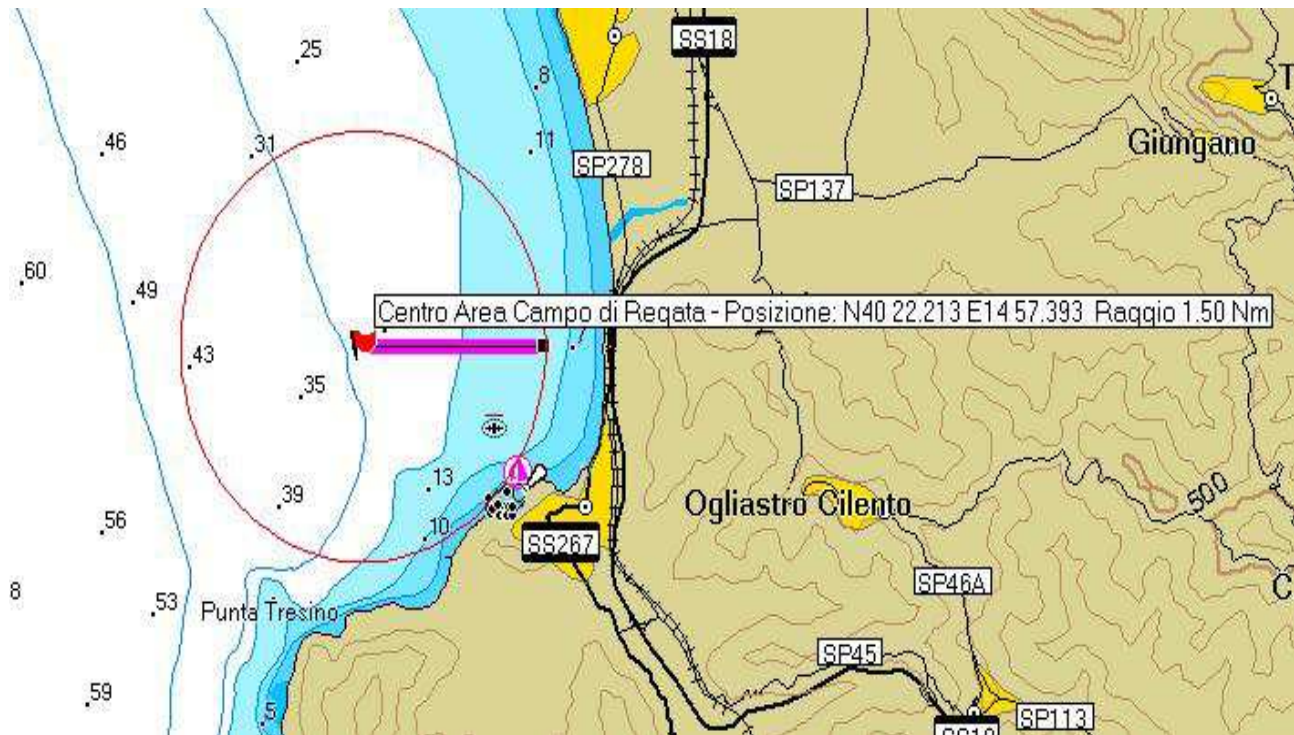 25
SS18
8
46
31
11
T
Giungano
SP278
SP137
60
49
Centro Area Campo di Regata - Posizione: N40 22.213 E14 57.393 Raggio 1.50 Nm
43
35
13
39
Ogliastro Cilento
500
56
10
SS267
SP46A
8
53
Punta Tresino
C
SP45
59
5
SP113